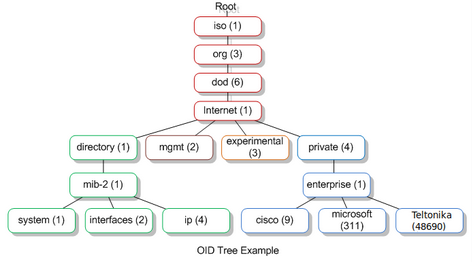 Root
iso (1)
org (3)
dod (6)
Internet (1)
directory (1)
mgmt (2)
experimental
(3)
private (4)
mib-2 (1)
enterprise (1)
system (1)
interfaces (2)
ip (4)
cisco (9)
microsoft
(311)
Teltonika
(48690)
OID Tree Example